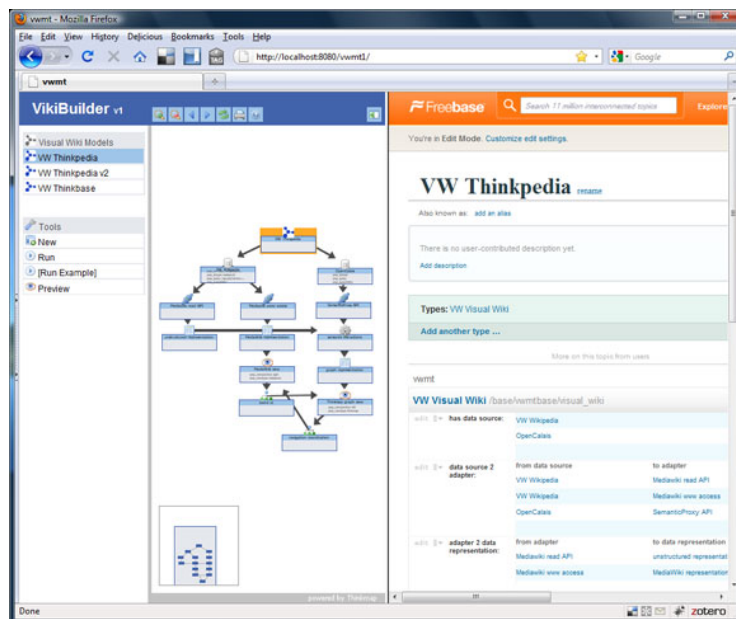 vwmt - Mozilla Firefox
File Edit View History Delicious Bookmarks Tools Help
http://localhost:8080/vwmt1/
Google
vwmt
VikiBuilder v1
Visual Wiki Models
VW Thinkpedia
VW Thinkpedia v2
VW Thinkbase
Tools
New
Run
[Run Example]
Preview
VW Thinkpedia
powered by Thinkmap
Freebase
Search 11 million interconnected topics
Explore
You're in Edit Mode. Customize edit settings.
VW Thinkpedia rename
Also known as: add an alias
There is no user-contributed description yet.
Add description
Types: VW Visual Wiki
Add another type ...
More on this topic from users
vwmt
VW Visual Wiki /base/vwmtbase/visual_wiki
edit has data source: VW Wikipedia
OpenCalais
edit data source 2 adapter: from data source to adapter
VW Wikipedia Mediawiki read API
VW Wikipedia Mediawiki www access
OpenCalais SemanticProxy API
edit adapter 2 data representation: from adapter to data representation
Mediawiki read API unstructured representat
Mediawiki www access MediaWiki representation
Done
zotero